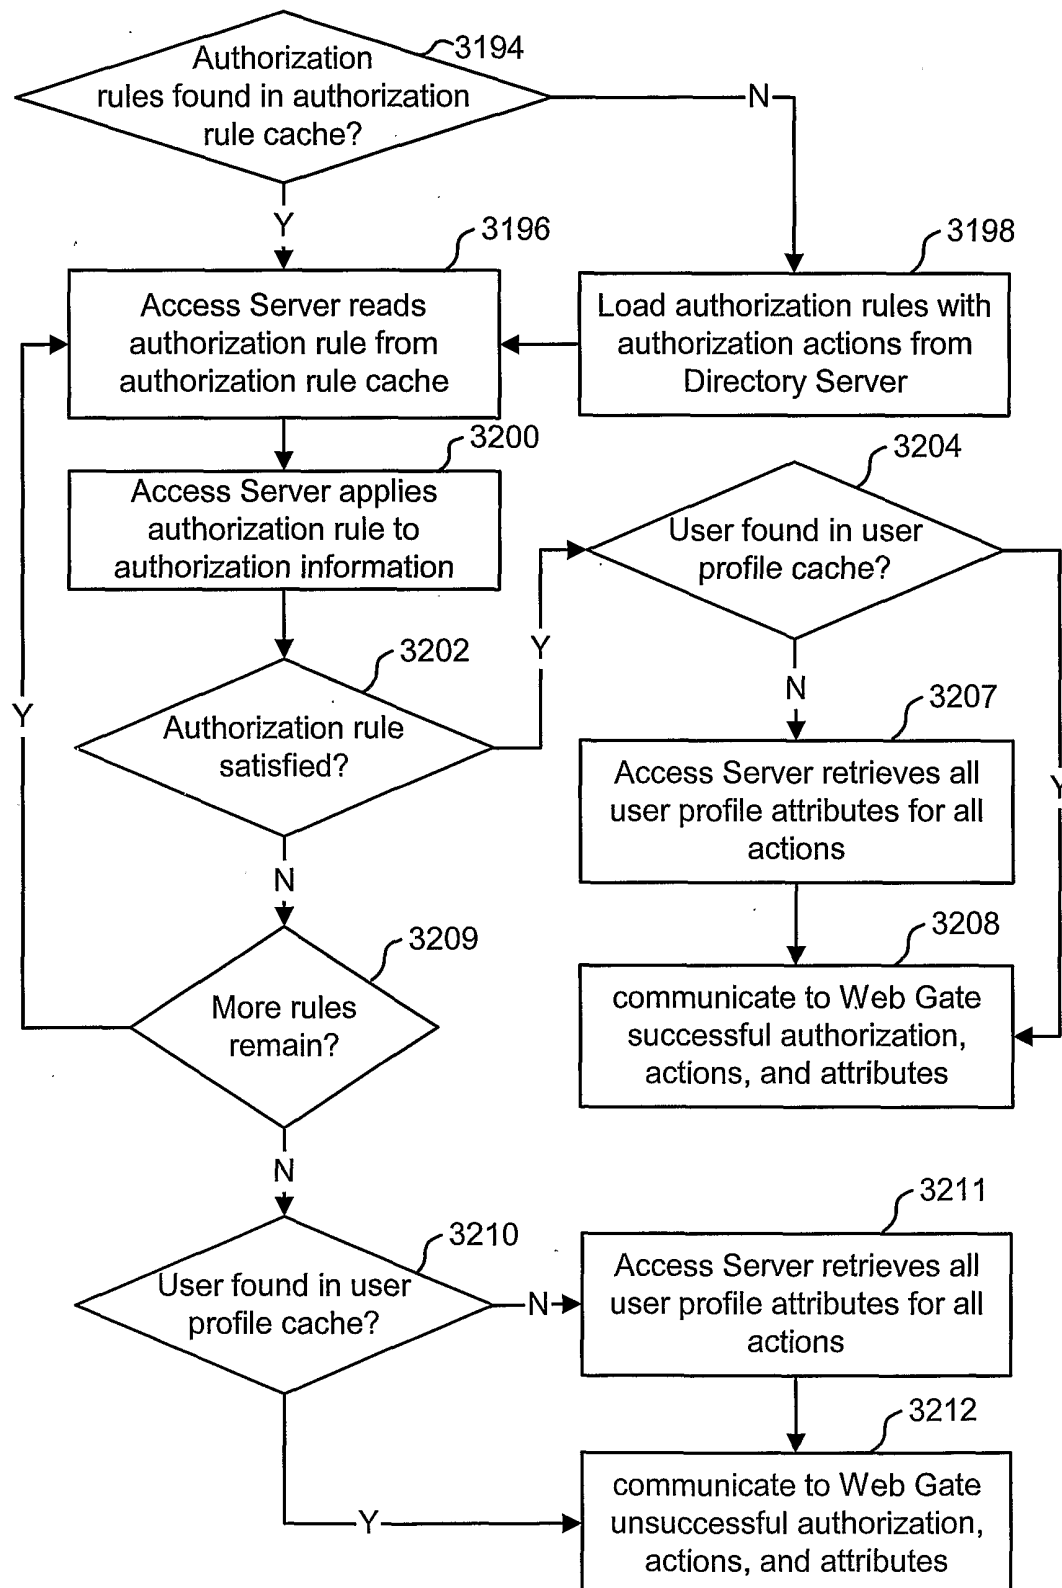 3194
Authorization
rules found in authorization
rule cache?
N
Y
3196
Access Server reads
authorization rule from
authorization rule cache
3198
Load authorization rules with
authorization actions from
Directory Server
3200
Access Server applies
authorization rule to
authorization information
3204
User found in user
profile cache?
Y
N
Y
3202
Authorization rule
satisfied?
Y
N
3207
Access Server retrieves all
user profile attributes for all
actions
3208
communicate to Web Gate
successful authorization,
actions, and attributes
3209
More rules
remain?
N
3210
User found in user
profile cache?
N
Y
3211
Access Server retrieves all
user profile attributes for all
actions
3212
communicate to Web Gate
unsuccessful authorization,
actions, and attributes